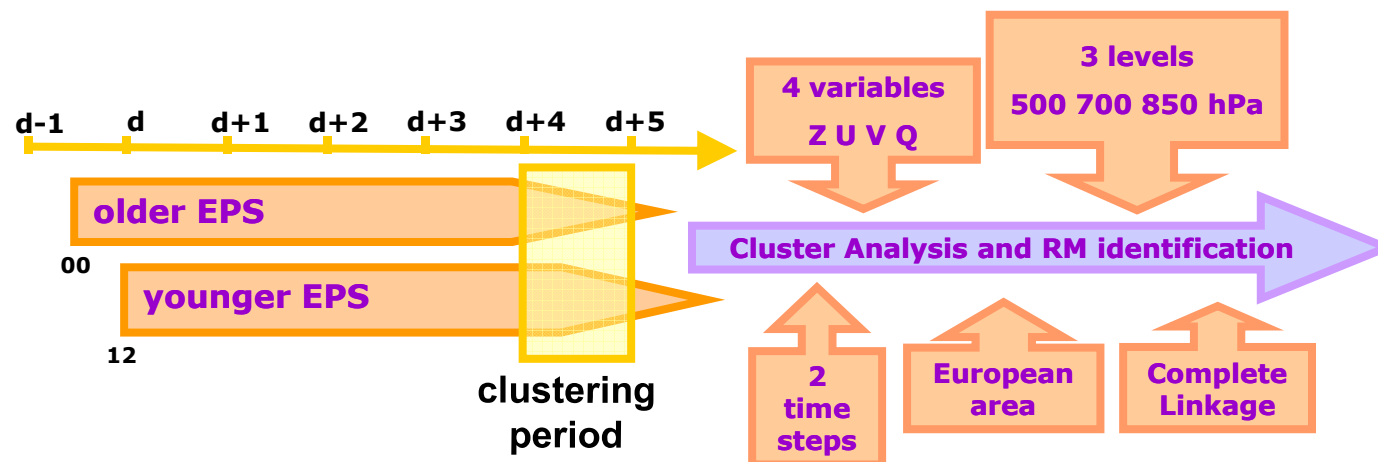 d-1 d d+1 d+2 d+3 d+4 d+5
older EPS
00
younger EPS
12
clustering
period
4 variables
Z U V Q
3 levels
500 700 850 hPa
Cluster Analysis and RM identification
2
time
steps
European
area
Complete
Linkage